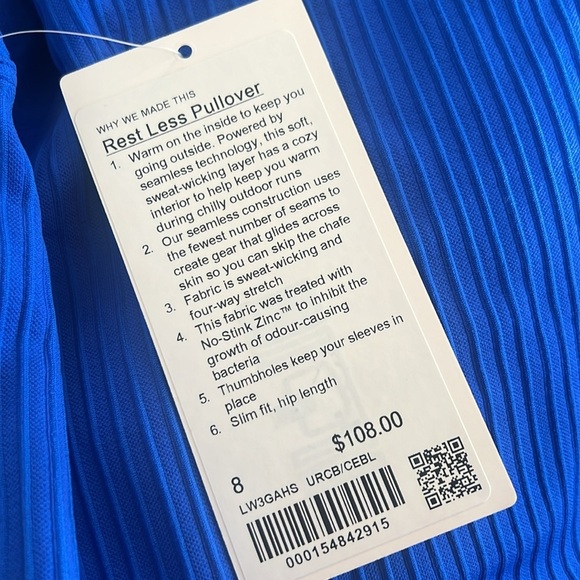 WHY WE MADE THIS
Rest Less Pullover
1. Warm on the inside to keep you
going outside. Powered by
seamless technology, this soft,
sweat-wicking layer has a cozy
interior to help keep you warm
during chilly outdoor runs
2. Our seamless construction uses
the fewest number of seams to
create gear that glides across
skin so you can skip the chafe
3. Fabric is sweat-wicking and
four-way stretch
4. This fabric was treated with
No-Stink Zinc™ to inhibit the
growth of odour-causing
bacteria
5. Thumbholes keep your sleeves in
place
6. Slim fit, hip length
$108.00
8
LW3GAHS URCB/CEBL
000154842915